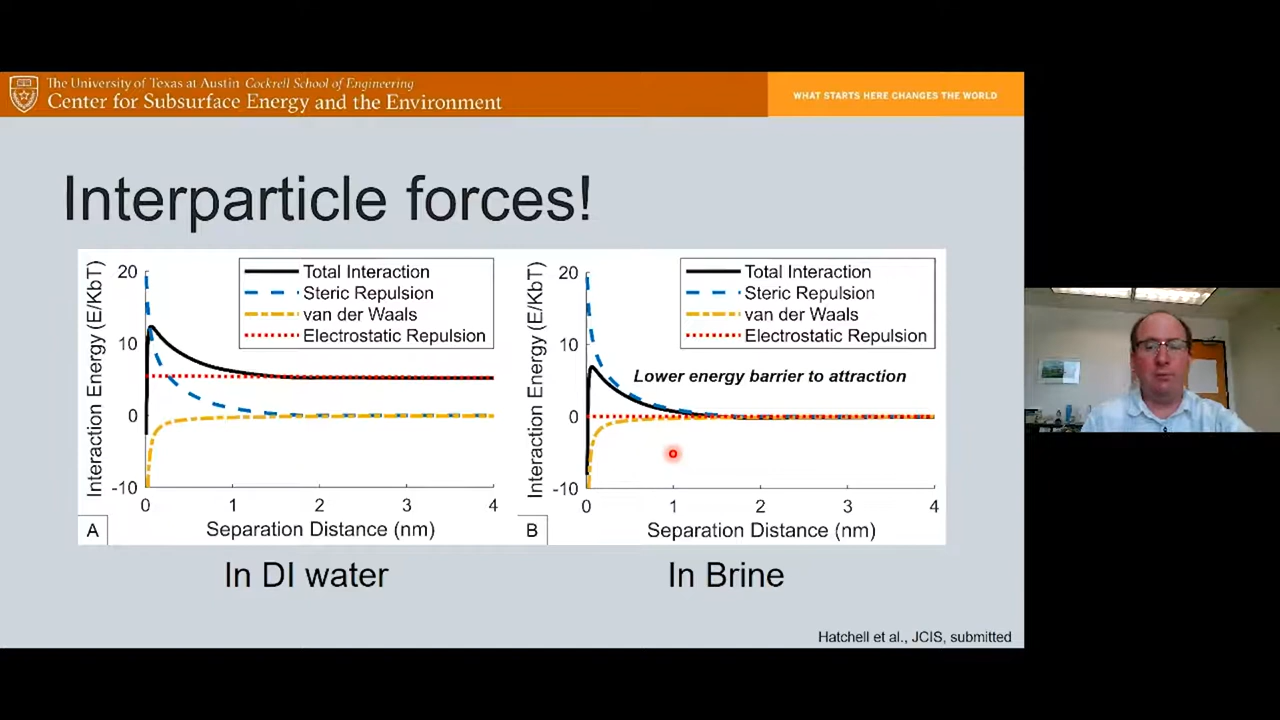 The University of Texas at Austin Cockrell School of Engineering
Center for Subsurface Energy and the Environment
WHAT STARTS HERE CHANGES THE WORLD
Interparticle forces!
Interaction Energy (E/KbT)
20
10
0
-10
Total Interaction
Steric Repulsion
van der Waals
Electrostatic Repulsion
0 1 2 3 4
Separation Distance (nm)
A
In DI water
Interaction Energy (E/KbT)
20
10
0
-10
Total Interaction
Steric Repulsion
van der Waals
Electrostatic Repulsion
Lower energy barrier to attraction
0 1 2 3 4
Separation Distance (nm)
B
In Brine
Hatchell et al., JCIS, submitted